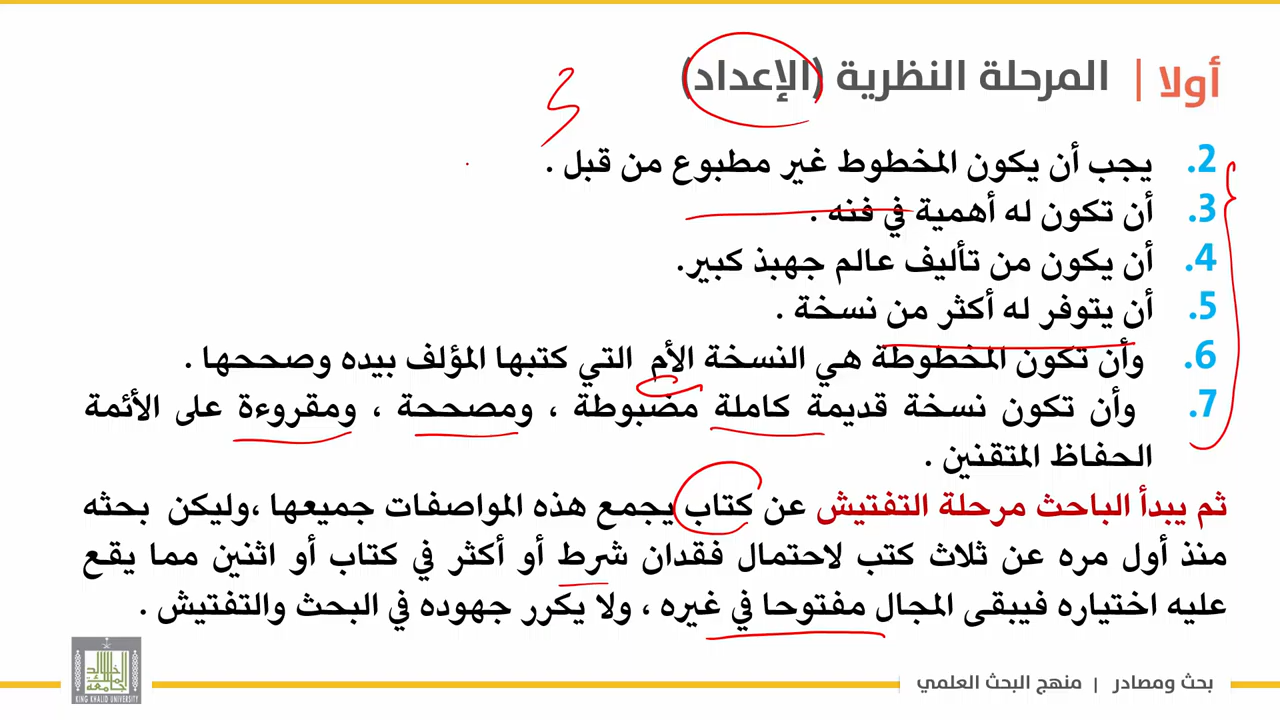 أولا | المرحلة النظرية (الإعداد)
3
2. يجب أن يكون المخطوط غير مطبوع من قبل .
3. أن تكون له أهمية في فنه .
4. أن يكون من تأليف عالم جهبذ كبير.
5. أن يتوفر له أكثر من نسخة .
6. وأن تكون المخطوطة هي النسخة الأم التي كتبها المؤلف بيده وصححها .
7. وأن تكون نسخة قديمة كاملة مضبوطة ، ومصححة ، ومقروءة على الأئمة
الحفاظ المتقنين .
ثم يبدأ الباحث مرحلة التفتيش عن كتاب يجمع هذه المواصفات جميعها ،وليكن بحثه
منذ أول مره عن ثلاث كتب لاحتمال فقدان شرط أو أكثر في كتاب أو اثنين مما يقع
عليه اختياره فيبقى المجال مفتوحا في غيره ، ولا يكرر جهوده في البحث والتفتيش .
بحث ومصادر | منهج البحث العلمي
KING KHALID UNIVERSITY